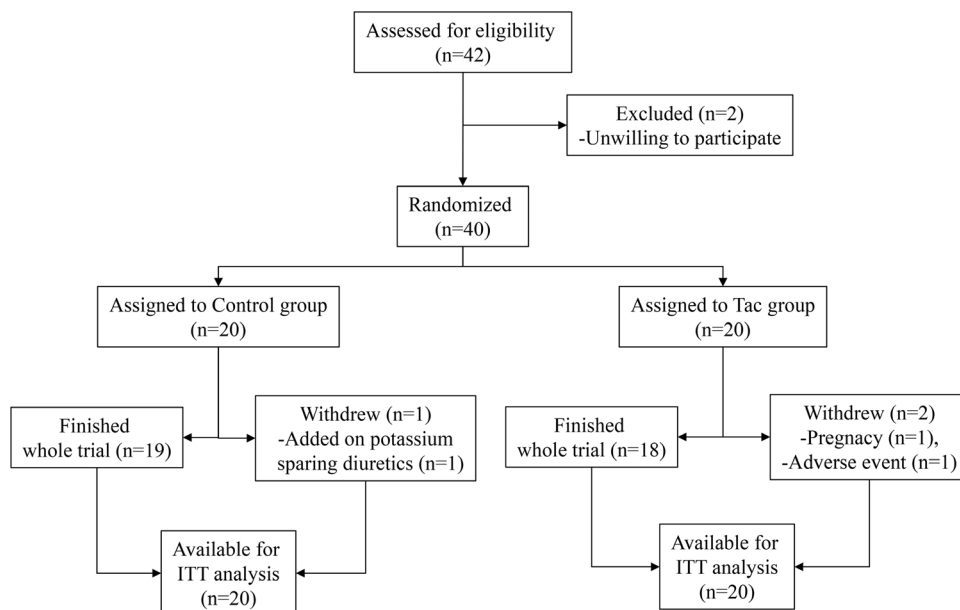 Assessed for eligibility
(n=42)
Excluded (n=2)
-Unwilling to participate
Randomized
(n=40)
Assigned to Control group
(n=20)
Assigned to Tac group
(n=20)
Finished
whole trial (n=19)
Withdrew (n=1)
-Added on potassium
sparing diuretics (n=1)
Finished
whole trial (n=18)
Withdrew (n=2)
-Pregnacy (n=1),
-Adverse event (n=1)
Available for
ITT analysis
(n=20)
Available for
ITT analysis
(n=20)